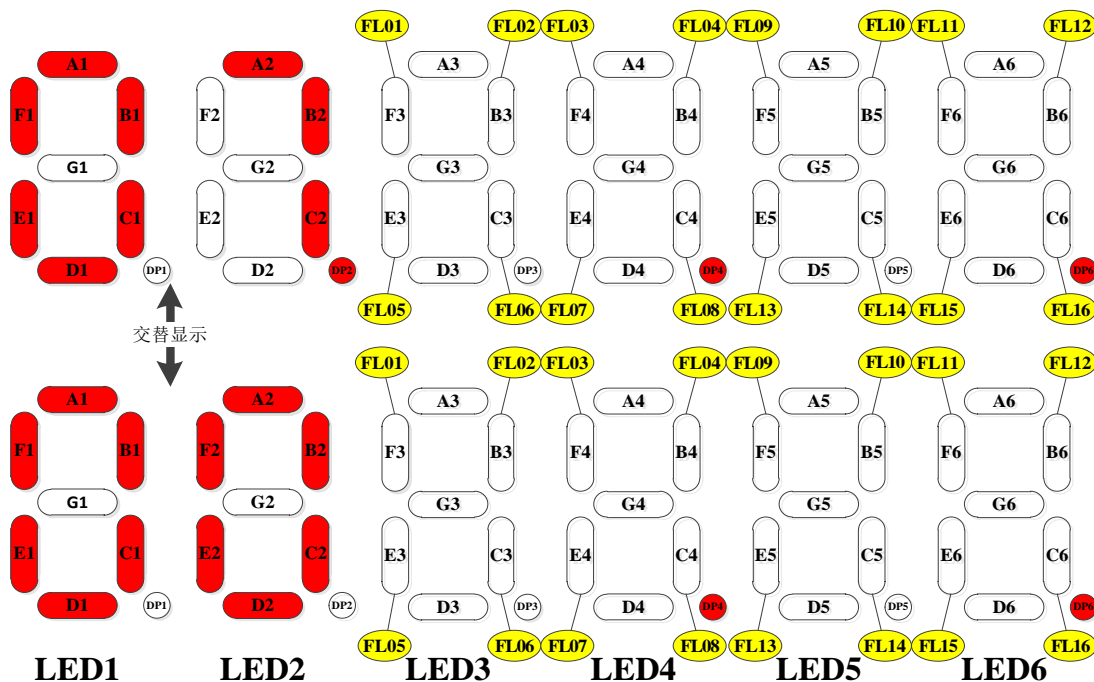 FL01 FL02 FL03 FL04 FL09 FL10 FL11 FL12
A1 A2 A3 A4 A5 A6
F1 B1 F2 B2 F3 B3 F4 B4 F5 B5 F6 B6
G1 G2 G3 G4 G5 G6
E1 C1 E2 C2 E3 C3 E4 C4 E5 C5 E6 C6
D1 DP1 D2 DP2 D3 DP3 D4 DP4 D5 DP5 D6 DP6
FL05 FL06 FL07 FL08 FL13 FL14 FL15 FL16
交替显示
FL01 FL02 FL03 FL04 FL09 FL10 FL11 FL12
A1 A2 A3 A4 A5 A6
F1 B1 F2 B2 F3 B3 F4 B4 F5 B5 F6 B6
G1 G2 G3 G4 G5 G6
E1 C1 E2 C2 E3 C3 E4 C4 E5 C5 E6 C6
D1 DP1 D2 DP2 D3 DP3 D4 DP4 D5 DP5 D6 DP6
FL05 FL06 FL07 FL08 FL13 FL14 FL15 FL16
LED1 LED2 LED3 LED4 LED5 LED6